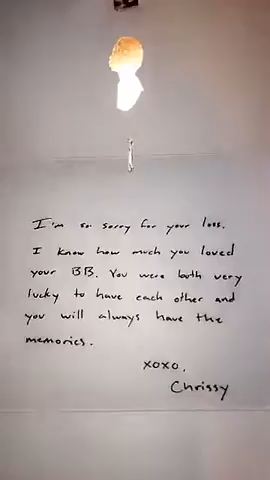 I'm so sorry for your loss.
I know how much you loved
your BB. You were both very
lucky to have each other and
you will always have the
memories.
xoxo,
Chrissy